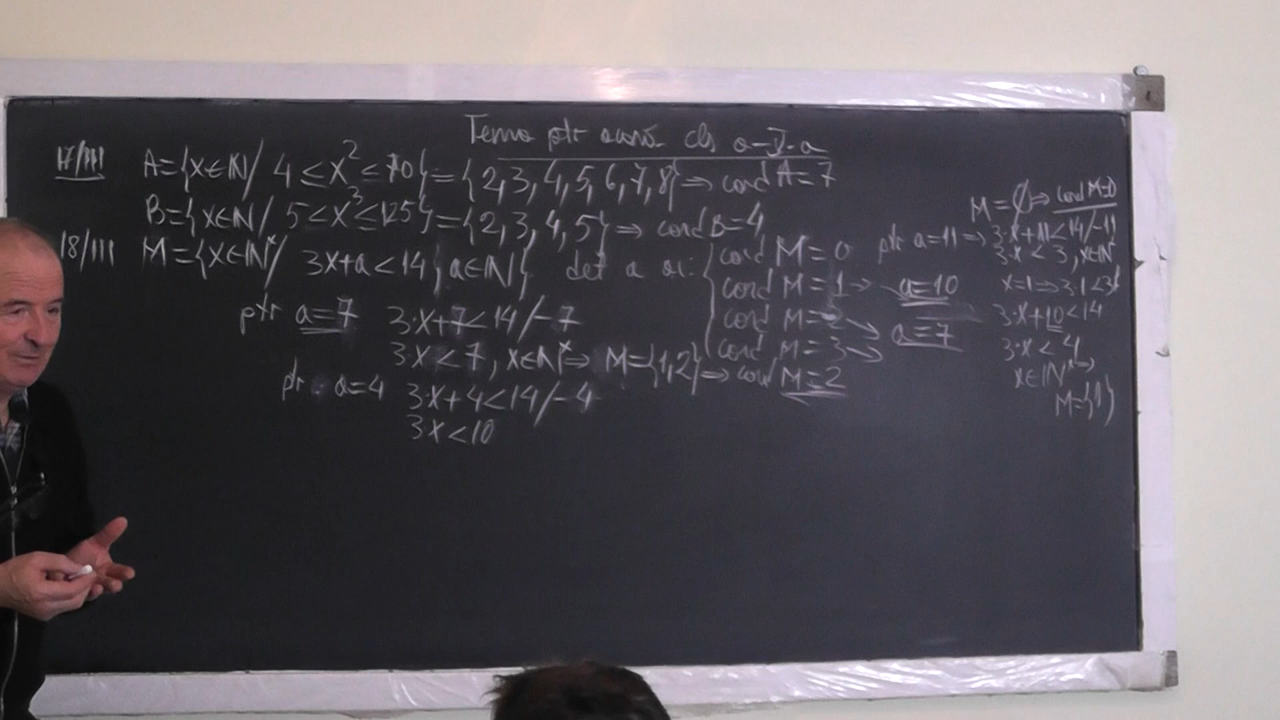 Tema ptr acasă cls a-V-a
17/III A={x∈ℕ/ 4≤x²≤70}={2,3,4,5,6,7,8}⇒ card A=7
B={x∈ℕ/ 5≤x³≤125}={2,3,4,5}⇒ card B=4
18/III M={x∈ℕ*/ 3x+a<14, a∈ℕ} det a aî: card M=0
card M=1→ a=10
card M=2→ a=7
card M=3→
ptr a=7 3·x+7<14/-7
3x<7, x∈ℕ*⇒ M={1,2}⇒ card M=2
ptr a=4 3·x+4<14/-4
3x<10
M=∅⇒ card M=0
ptr a=11⇒ 3·x+11<14/-11
3·x<3, x∈ℕ*
x=1⇒3·1<3
3·x+10<14
3·x<4
x∈ℕ*⇒
M={1}